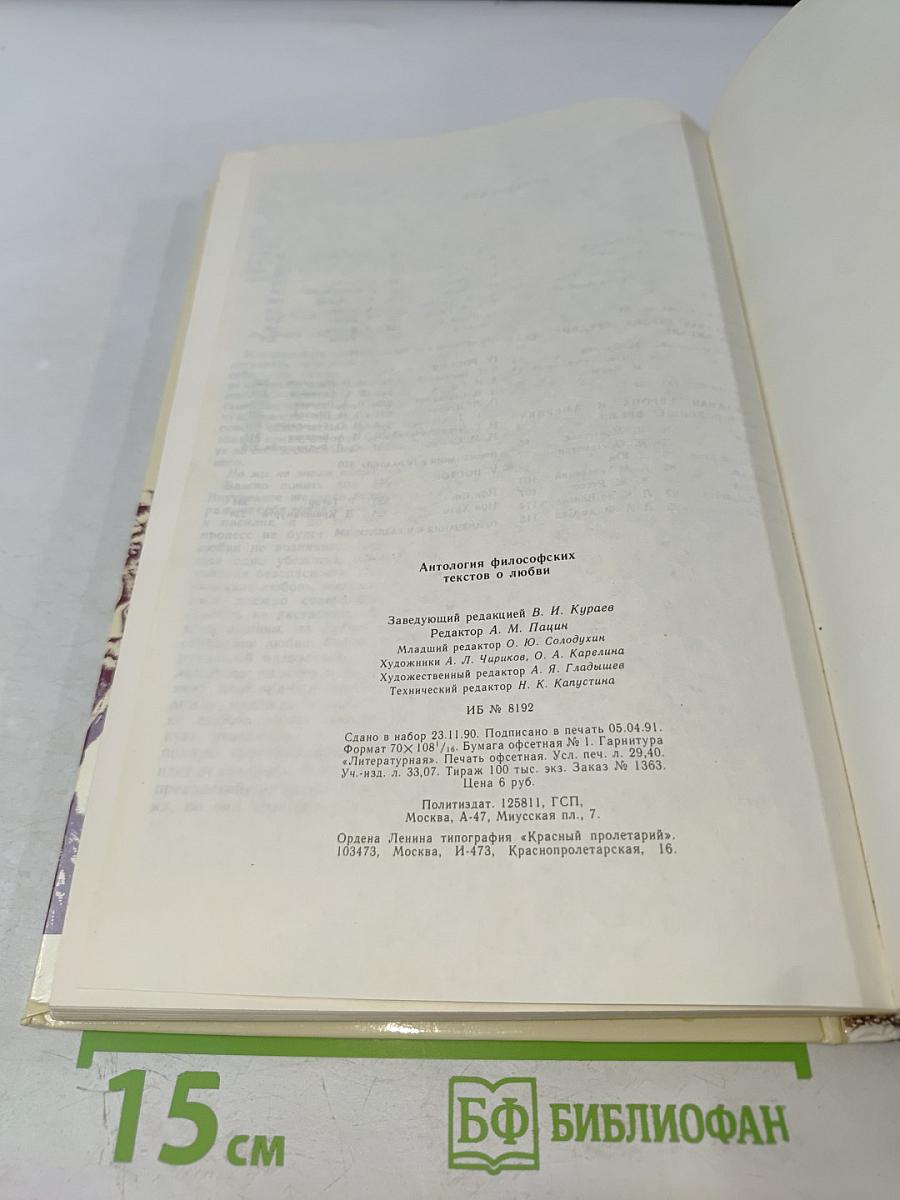 Антология философских
текстов о любви
Заведующий редакцией В. И. Кураев
Редактор А. М. Пацин
Младший редактор О. Ю. Солодухин
Художники А. Л. Чириков, О. А. Карелина
Художественный редактор А. Я. Гладышев
Технический редактор Н. К. Капустина
ИБ № 8192
Сдано в набор 23.11.90. Подписано в печать 05.04.91.
Формат 70×108¹/₁₆. Бумага офсетная № 1. Гарнитура
«Литературная». Печать офсетная. Усл. печ. л. 29,40.
Уч.-изд. л. 33,07. Тираж 100 тыс. экз. Заказ № 1363.
Цена 6 руб.
Политиздат. 125811, ГСП,
Москва, А-47, Миусская пл., 7.
Ордена Ленина типография «Красный пролетарий».
103473, Москва, И-473, Краснопролетарская, 16.
15 см
БФ БИБЛИОФАН